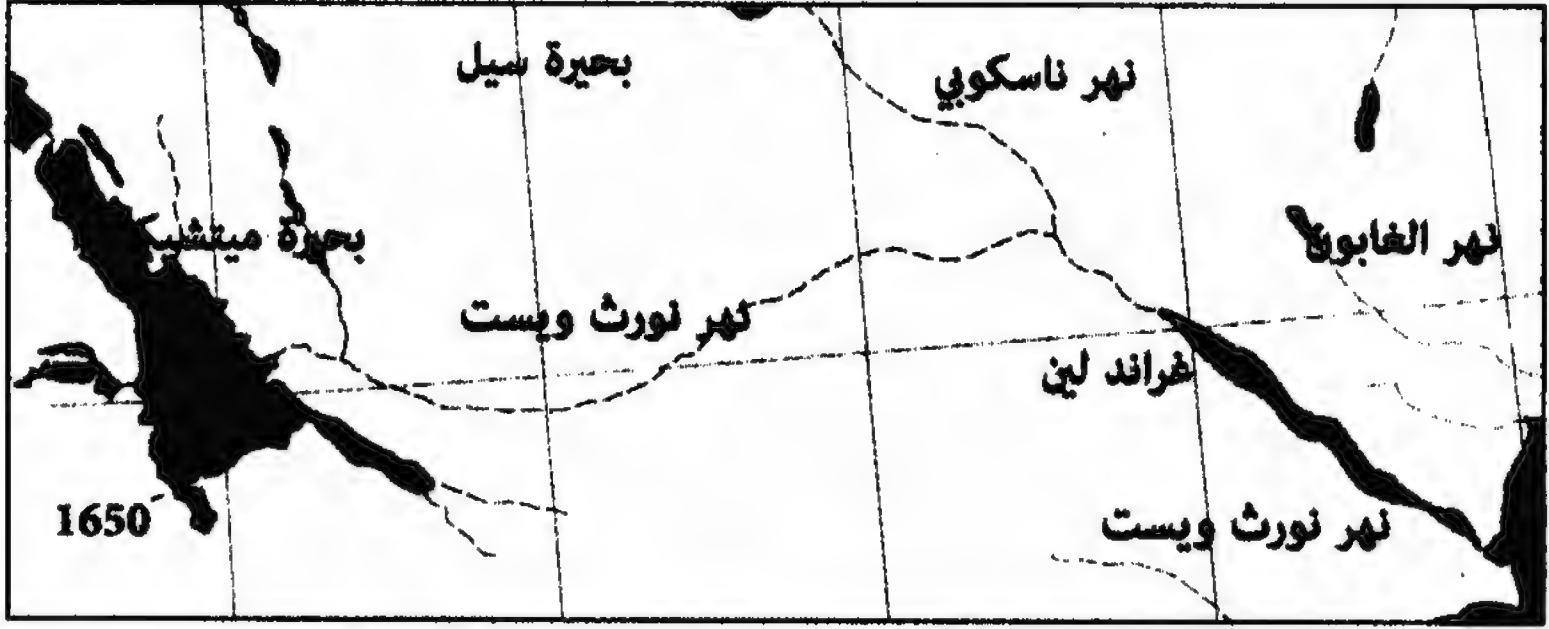 بحيرة سيل
نهر ناسكوبي
بحيرة ميتشيك
نهر الغابون
نهر نورث ويست
غراند لين
1650
نهر نورث ويست